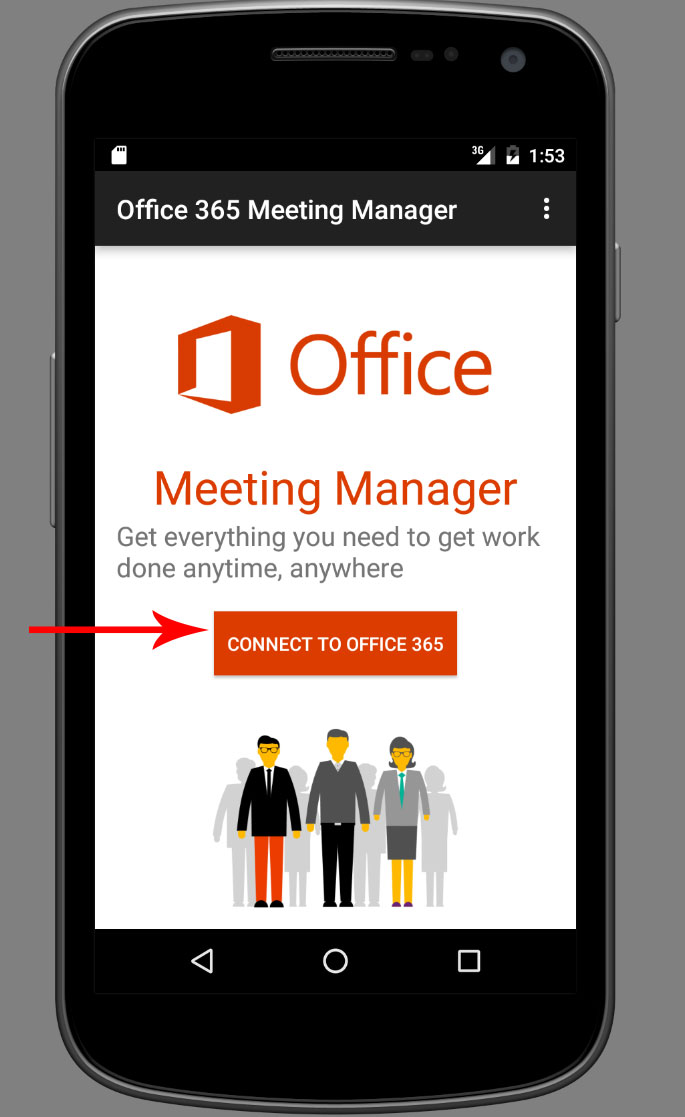 3G 1:53
Office 365 Meeting Manager
Office
Meeting Manager
Get everything you need to get work
done anytime, anywhere
CONNECT TO OFFICE 365